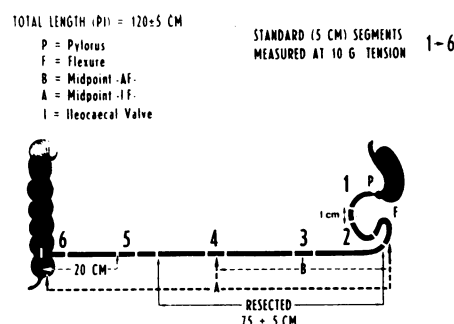 TOTAL LENGTH (PI) = 120±5 CM
P = Pylorus
F = Flexure
B = Midpoint -AF-
A = Midpoint -IF-
I = Ileocaecal Valve
STANDARD (5 CM) SEGMENTS
MEASURED AT 10 G TENSION
1-6
1 P
1 cm
F
2
6 5 4 3
I
20 CM
B
A
RESECTED
75 ± 5 CM